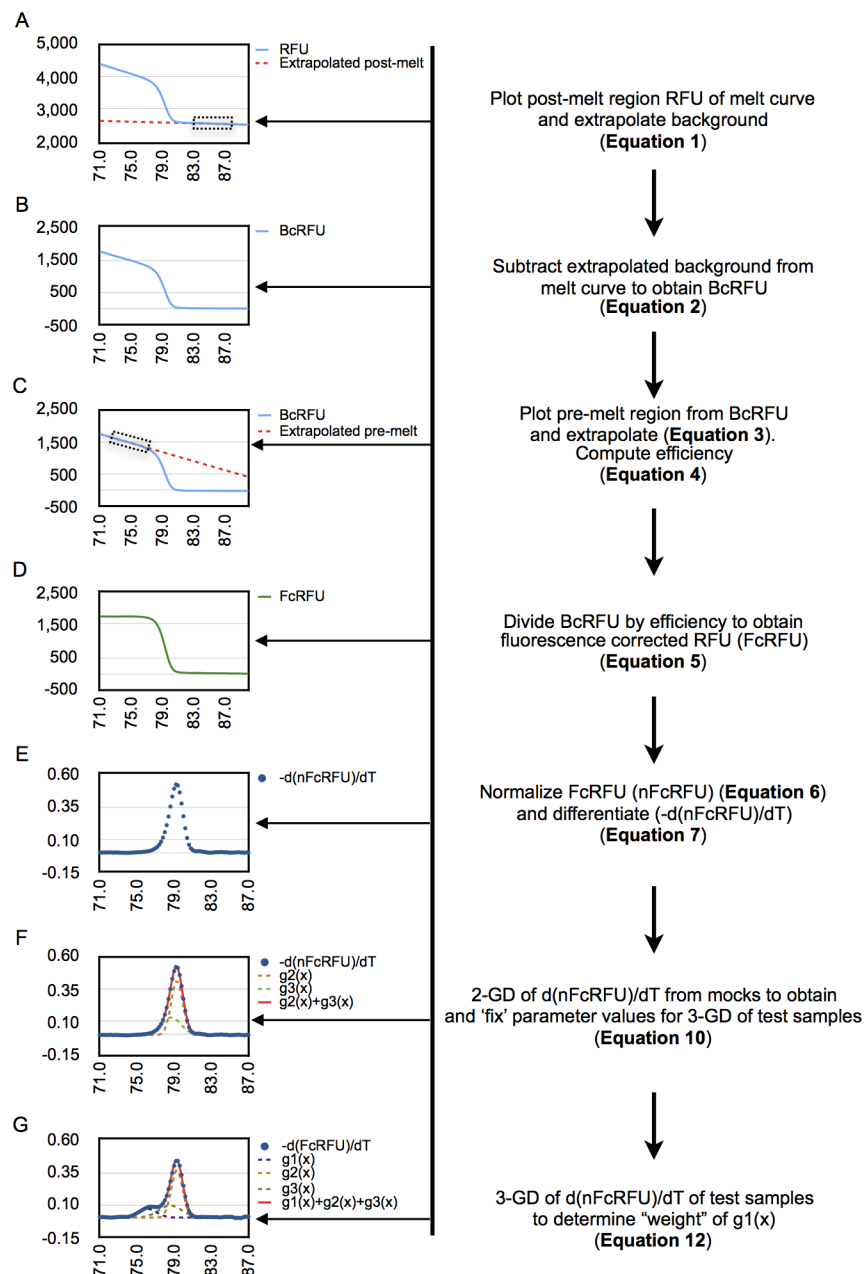 A
5,000
4,000
3,000
2,000
71.0
75.0
79.0
83.0
87.0
RFU
Extrapolated post-melt
Plot post-melt region RFU of melt curve
and extrapolate background
(Equation 1)
B
2,500
1,500
500
-500
71.0
75.0
79.0
83.0
87.0
BcRFU
Subtract extrapolated background from
melt curve to obtain BcRFU
(Equation 2)
C
2,500
1,500
500
-500
71.0
75.0
79.0
83.0
87.0
BcRFU
Extrapolated pre-melt
Plot pre-melt region from BcRFU
and extrapolate (Equation 3).
Compute efficiency
(Equation 4)
D
2,500
1,500
500
-500
71.0
75.0
79.0
83.0
87.0
FcRFU
Divide BcRFU by efficiency to obtain
fluorescence corrected RFU (FcRFU)
(Equation 5)
E
0.60
0.35
0.10
-0.15
71.0
75.0
79.0
83.0
87.0
-d(nFcRFU)/dT
Normalize FcRFU (nFcRFU) (Equation 6)
and differentiate (-d(nFcRFU)/dT)
(Equation 7)
F
0.60
0.35
0.10
-0.15
71.0
75.0
79.0
83.0
87.0
-d(nFcRFU)/dT
g2(x)
g3(x)
g2(x)+g3(x)
2-GD of d(nFcRFU)/dT from mocks to obtain
and ‘fix’ parameter values for 3-GD of test samples
(Equation 10)
G
0.60
0.35
0.10
-0.15
71.0
75.0
79.0
83.0
87.0
-d(FcRFU)/dT
g1(x)
g2(x)
g3(x)
g1(x)+g2(x)+g3(x)
3-GD of d(nFcRFU)/dT of test samples
to determine “weight” of g1(x)
(Equation 12)